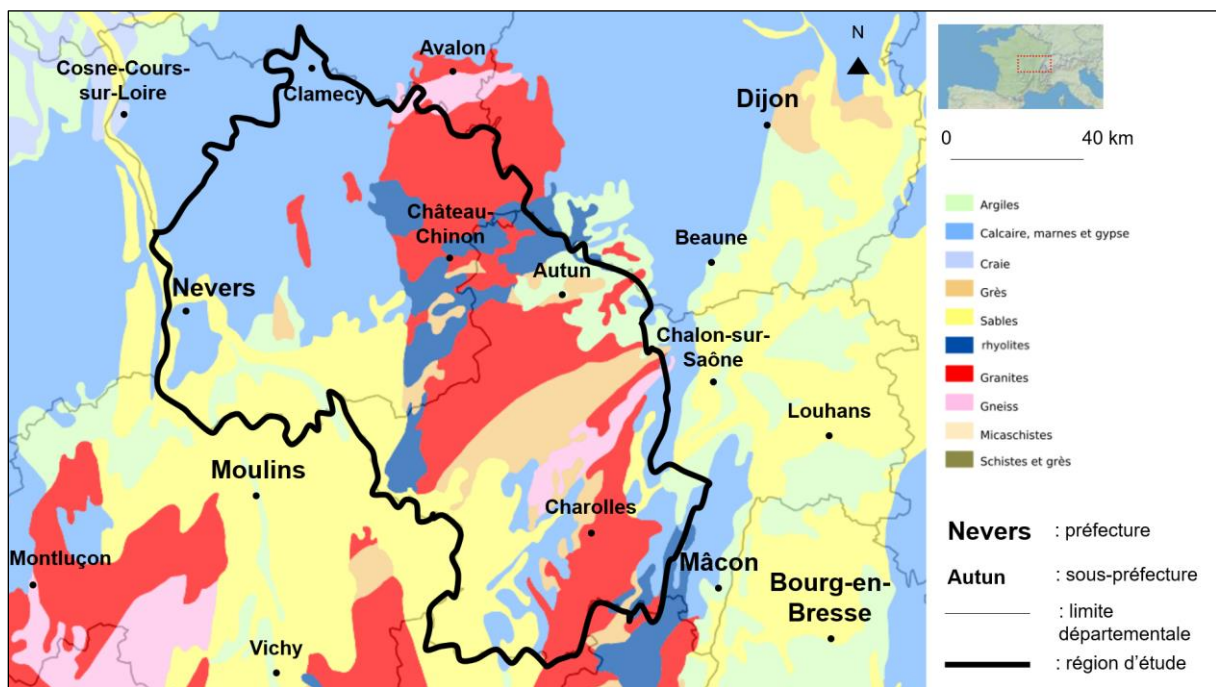 Avalon
N
Cosne-Cours-
sur-Loire
Clamecy
Dijon
0 40 km
Château-
Chinon
Beaune
Autun
Nevers
Chalon-sur-
Saône
Louhans
Moulins
Charolles
Montluçon
Mâcon
Bourg-en-
Bresse
Vichy
Argiles
Calcaire, marnes et gypse
Craie
Grès
Sables
rhyolites
Granites
Gneiss
Micaschistes
Schistes et grès
Nevers : préfecture
Autun : sous-préfecture
: limite
départementale
: région d'étude